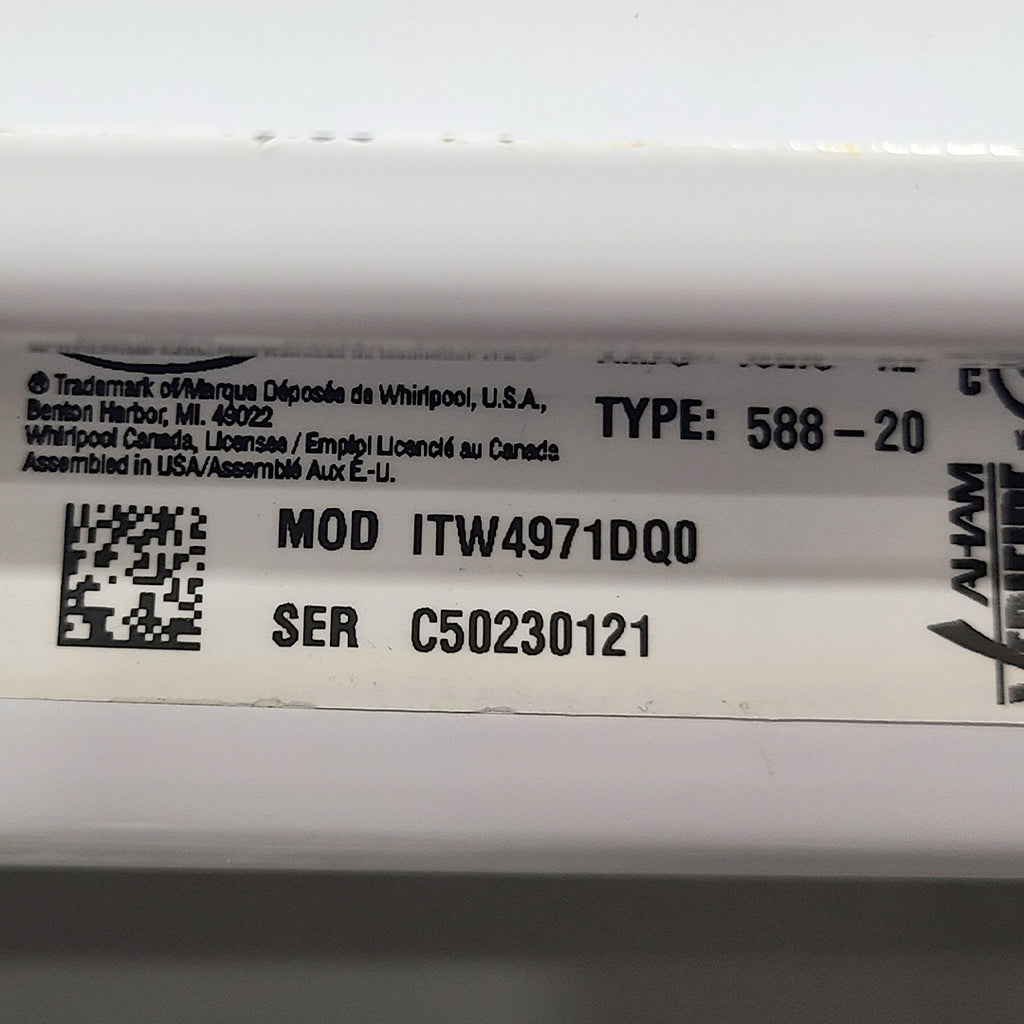 Trademark of/Marque Déposée de Whirlpool, U.S.A.,
Benton Harbor, MI. 49022
Whirlpool Canada, Licensee / Emploi Licencié au Canada
Assembled in USA/Assemblé Aux É-U.
TYPE: 588-20
MOD ITW4971DQ0
SER C50230121
C
AHAM